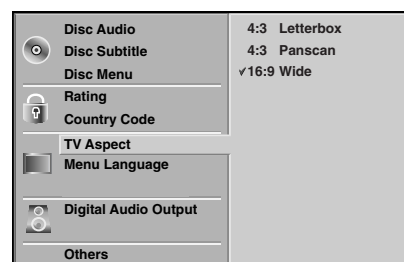 Disc Audio
Disc Subtitle
Disc Menu
Rating
Country Code
TV Aspect
Menu Language
Digital Audio Output
Others
4:3 Letterbox
4:3 Panscan
✓16:9 Wide